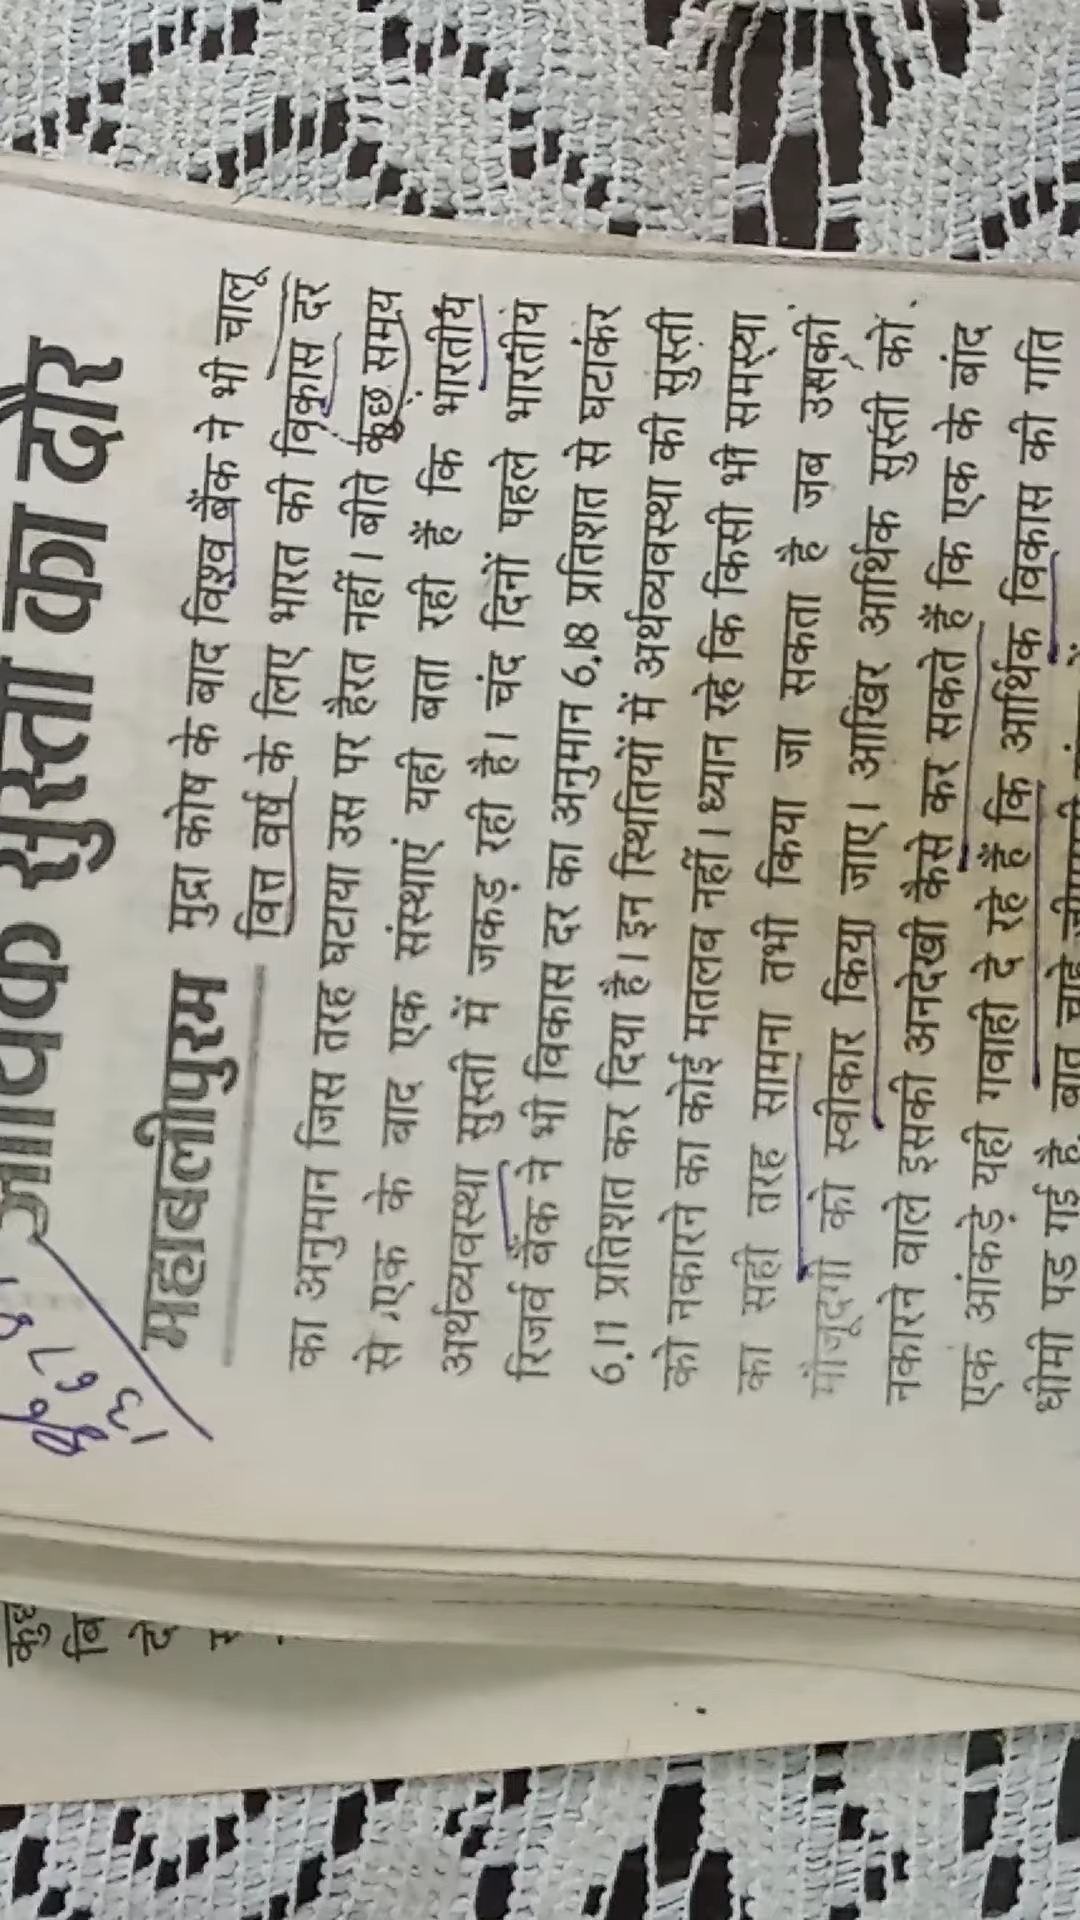 आर्थिक सुस्ती का दौर
महाबलीपुरम
मुद्रा कोष के बाद विश्व बैंक ने भी चालू
वित्त वर्ष के लिए भारत की विकास दर
का अनुमान जिस तरह घटाया उस पर हैरत नहीं। बीते कुछ समय
से एक के बाद एक संस्थाएं यही बता रही हैं कि भारतीय
अर्थव्यवस्था सुस्ती में जकड़ रही है। चंद दिनों पहले भारतीय
रिजर्व बैंक ने भी विकास दर का अनुमान 6.18 प्रतिशत से घटाकर
6.11 प्रतिशत कर दिया है। इन स्थितियों में अर्थव्यवस्था की सुस्ती
को नकारने का कोई मतलब नहीं। ध्यान रहे कि किसी भी समस्या
का सही तरह सामना तभी किया जा सकता है जब उसकी
मौजूदगी को स्वीकार किया जाए। आखिर आर्थिक सुस्ती को
नकारने वाले इसकी अनदेखी कैसे कर सकते हैं कि एक के बाद
एक आंकड़े यही गवाही दे रहे हैं कि आर्थिक विकास की गति
धीमी पड़ गई है. बात चाहे